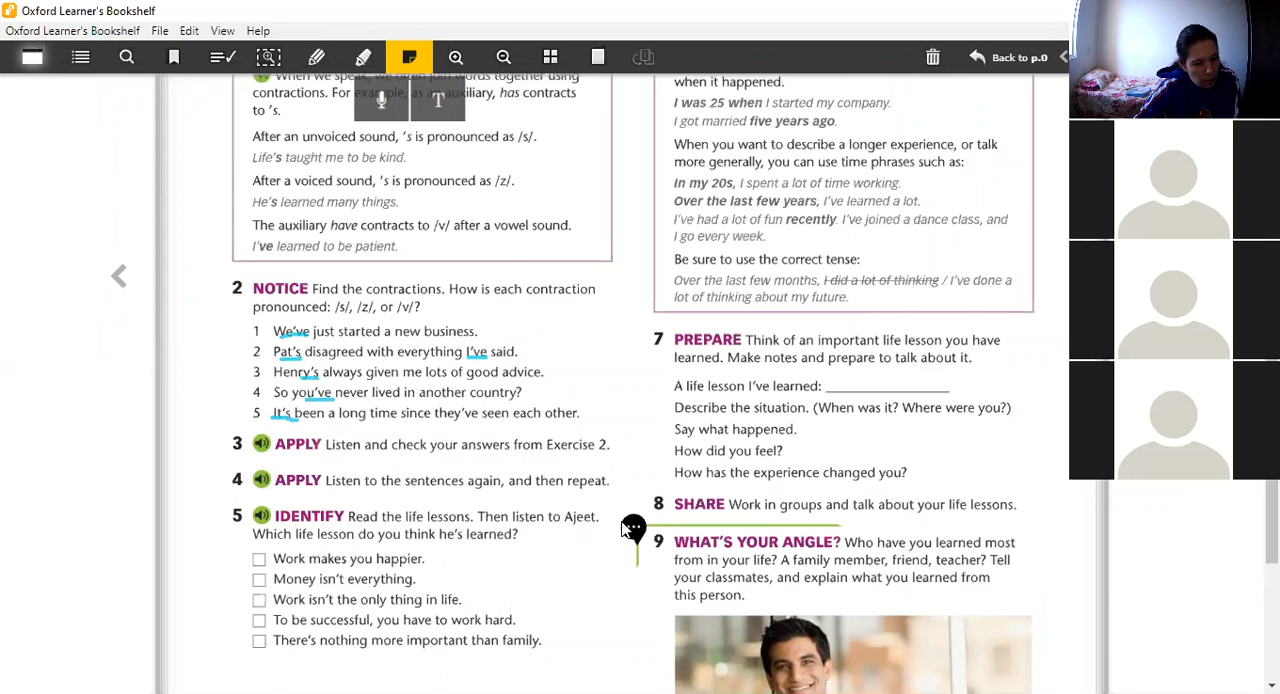 Oxford Learner's Bookshelf
Oxford Learner's Bookshelf File Edit View Help
Back to p.0
T
When we speak, we often join words together using
contractions. For example, as an auxiliary, has contracts
to 's.
After an unvoiced sound, 's is pronounced as /s/.
Life's taught me to be kind.
After a voiced sound, 's is pronounced as /z/.
He's learned many things.
The auxiliary have contracts to /v/ after a vowel sound.
I've learned to be patient.
2 NOTICE Find the contractions. How is each contraction
pronounced: /s/, /z/, or /v/?
1 We've just started a new business.
2 Pat's disagreed with everything I've said.
3 Henry's always given me lots of good advice.
4 So you've never lived in another country?
5 It's been a long time since they've seen each other.
3 APPLY Listen and check your answers from Exercise 2.
4 APPLY Listen to the sentences again, and then repeat.
5 IDENTIFY Read the life lessons. Then listen to Ajeet.
Which life lesson do you think he's learned?
Work makes you happier.
Money isn't everything.
Work isn't the only thing in life.
To be successful, you have to work hard.
There's nothing more important than family.
when it happened.
I was 25 when I started my company.
I got married five years ago.
When you want to describe a longer experience, or talk
more generally, you can use time phrases such as:
In my 20s, I spent a lot of time working.
Over the last few years, I've learned a lot.
I've had a lot of fun recently. I've joined a dance class, and
I go every week.
Be sure to use the correct tense:
Over the last few months, I did a lot of thinking / I've done a
lot of thinking about my future.
7 PREPARE Think of an important life lesson you have
learned. Make notes and prepare to talk about it.
A life lesson I've learned:
Describe the situation. (When was it? Where were you?)
Say what happened.
How did you feel?
How has the experience changed you?
8 SHARE Work in groups and talk about your life lessons.
9 WHAT'S YOUR ANGLE? Who have you learned most
from in your life? A family member, friend, teacher? Tell
your classmates, and explain what you learned from
this person.